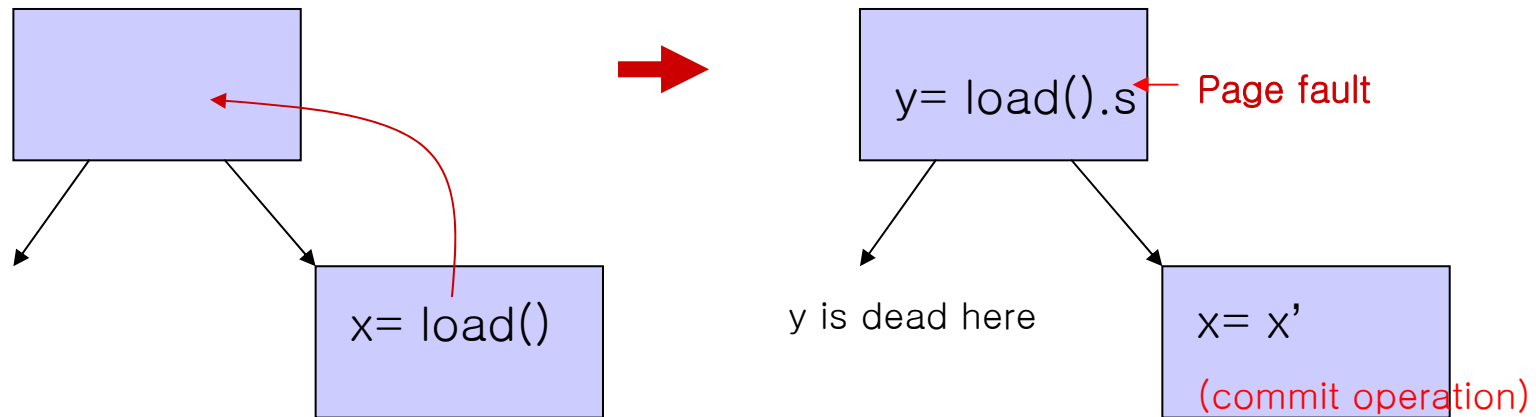 y= load().s
Page fault
x= load()
y is dead here
x= x’
(commit operation)